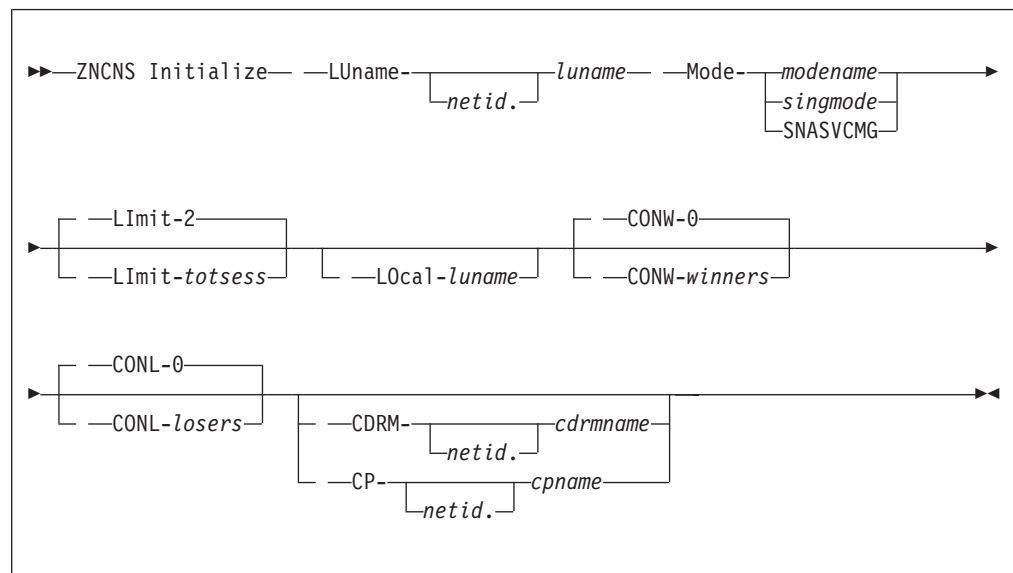 ZNCNS Initialize LUname- netid. luname Mode- modename
singmode
SNASVCMG
LImit-2
LImit-totsess
LOcal-luname
CONW-0
CONW-winners
CONL-0
CONL-losers
CDRM- netid. cdrmname
CP- netid. cpname